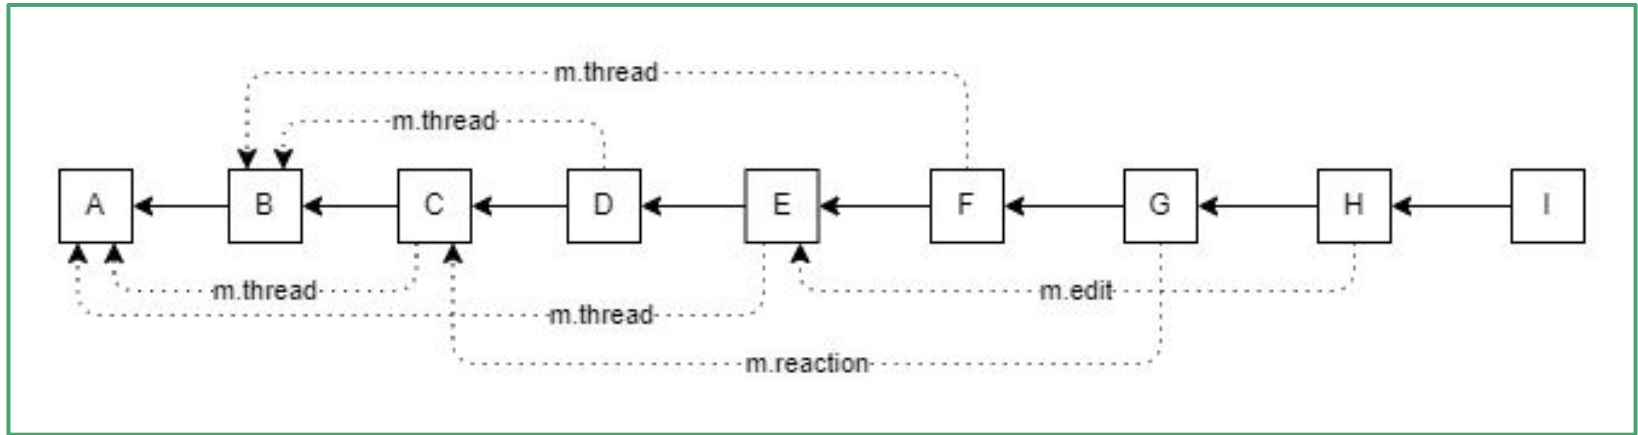 m.thread
m.thread
A B C D E F G H I
m.thread
m.edit
m.thread
m.reaction